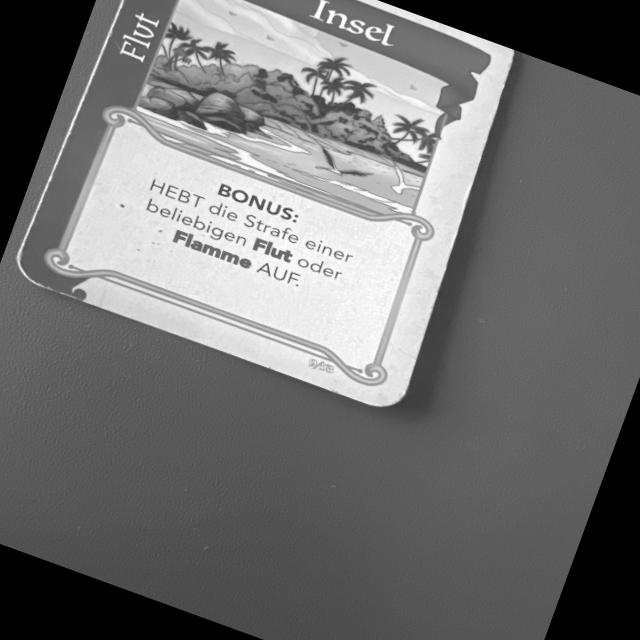 Insel
Flut
BONUS:
HEBT die Strafe einer
beliebigen Flut oder
Flamme AUF.